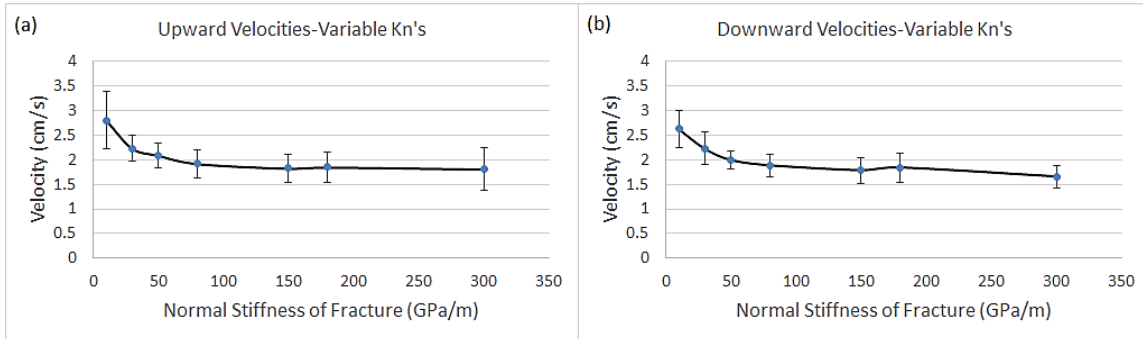 (a)
Upward Velocities-Variable Kn's
4
3.5
3
2.5
2
1.5
1
0.5
0
Velocity (cm/s)
0 50 100 150 200 250 300 350
Normal Stiffness of Fracture (GPa/m)
(b)
Downward Velocities-Variable Kn's
4
3.5
3
2.5
2
1.5
1
0.5
0
Velocity (cm/s)
0 50 100 150 200 250 300 350
Normal Stiffness of Fracture (GPa/m)